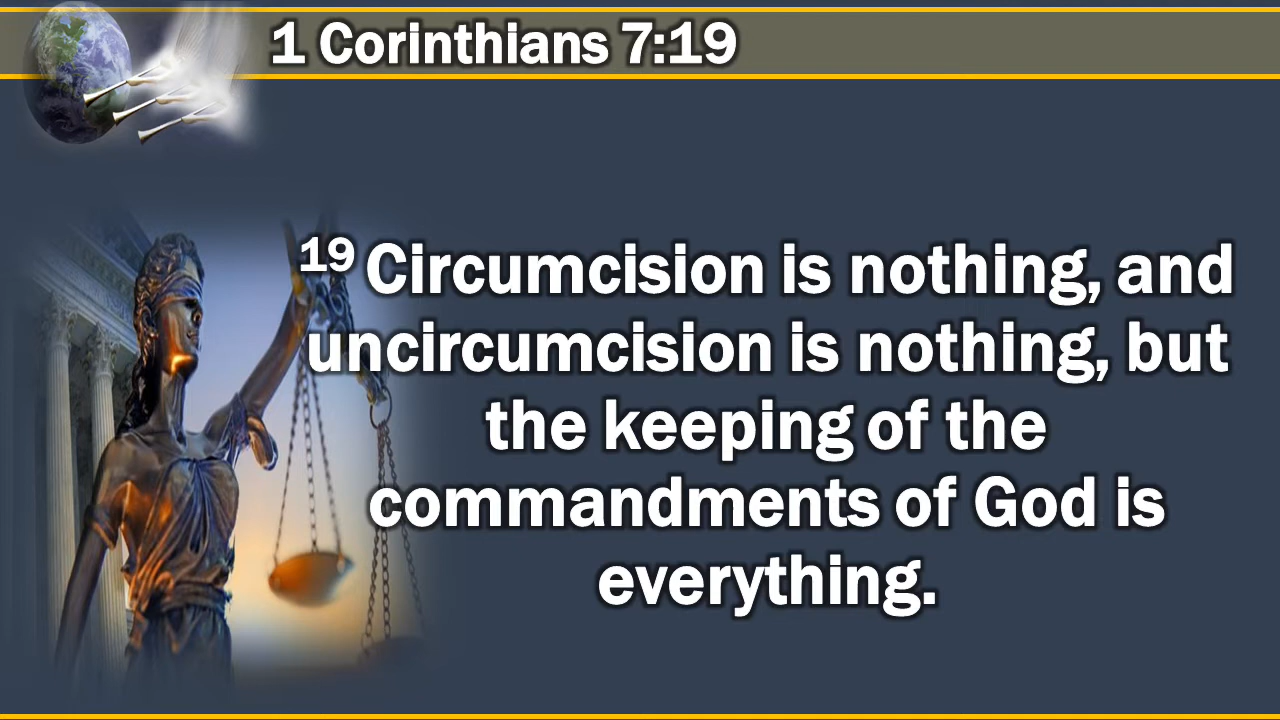 1 Corinthians 7:19
19 Circumcision is nothing, and
uncircumcision is nothing, but
the keeping of the
commandments of God is
everything.